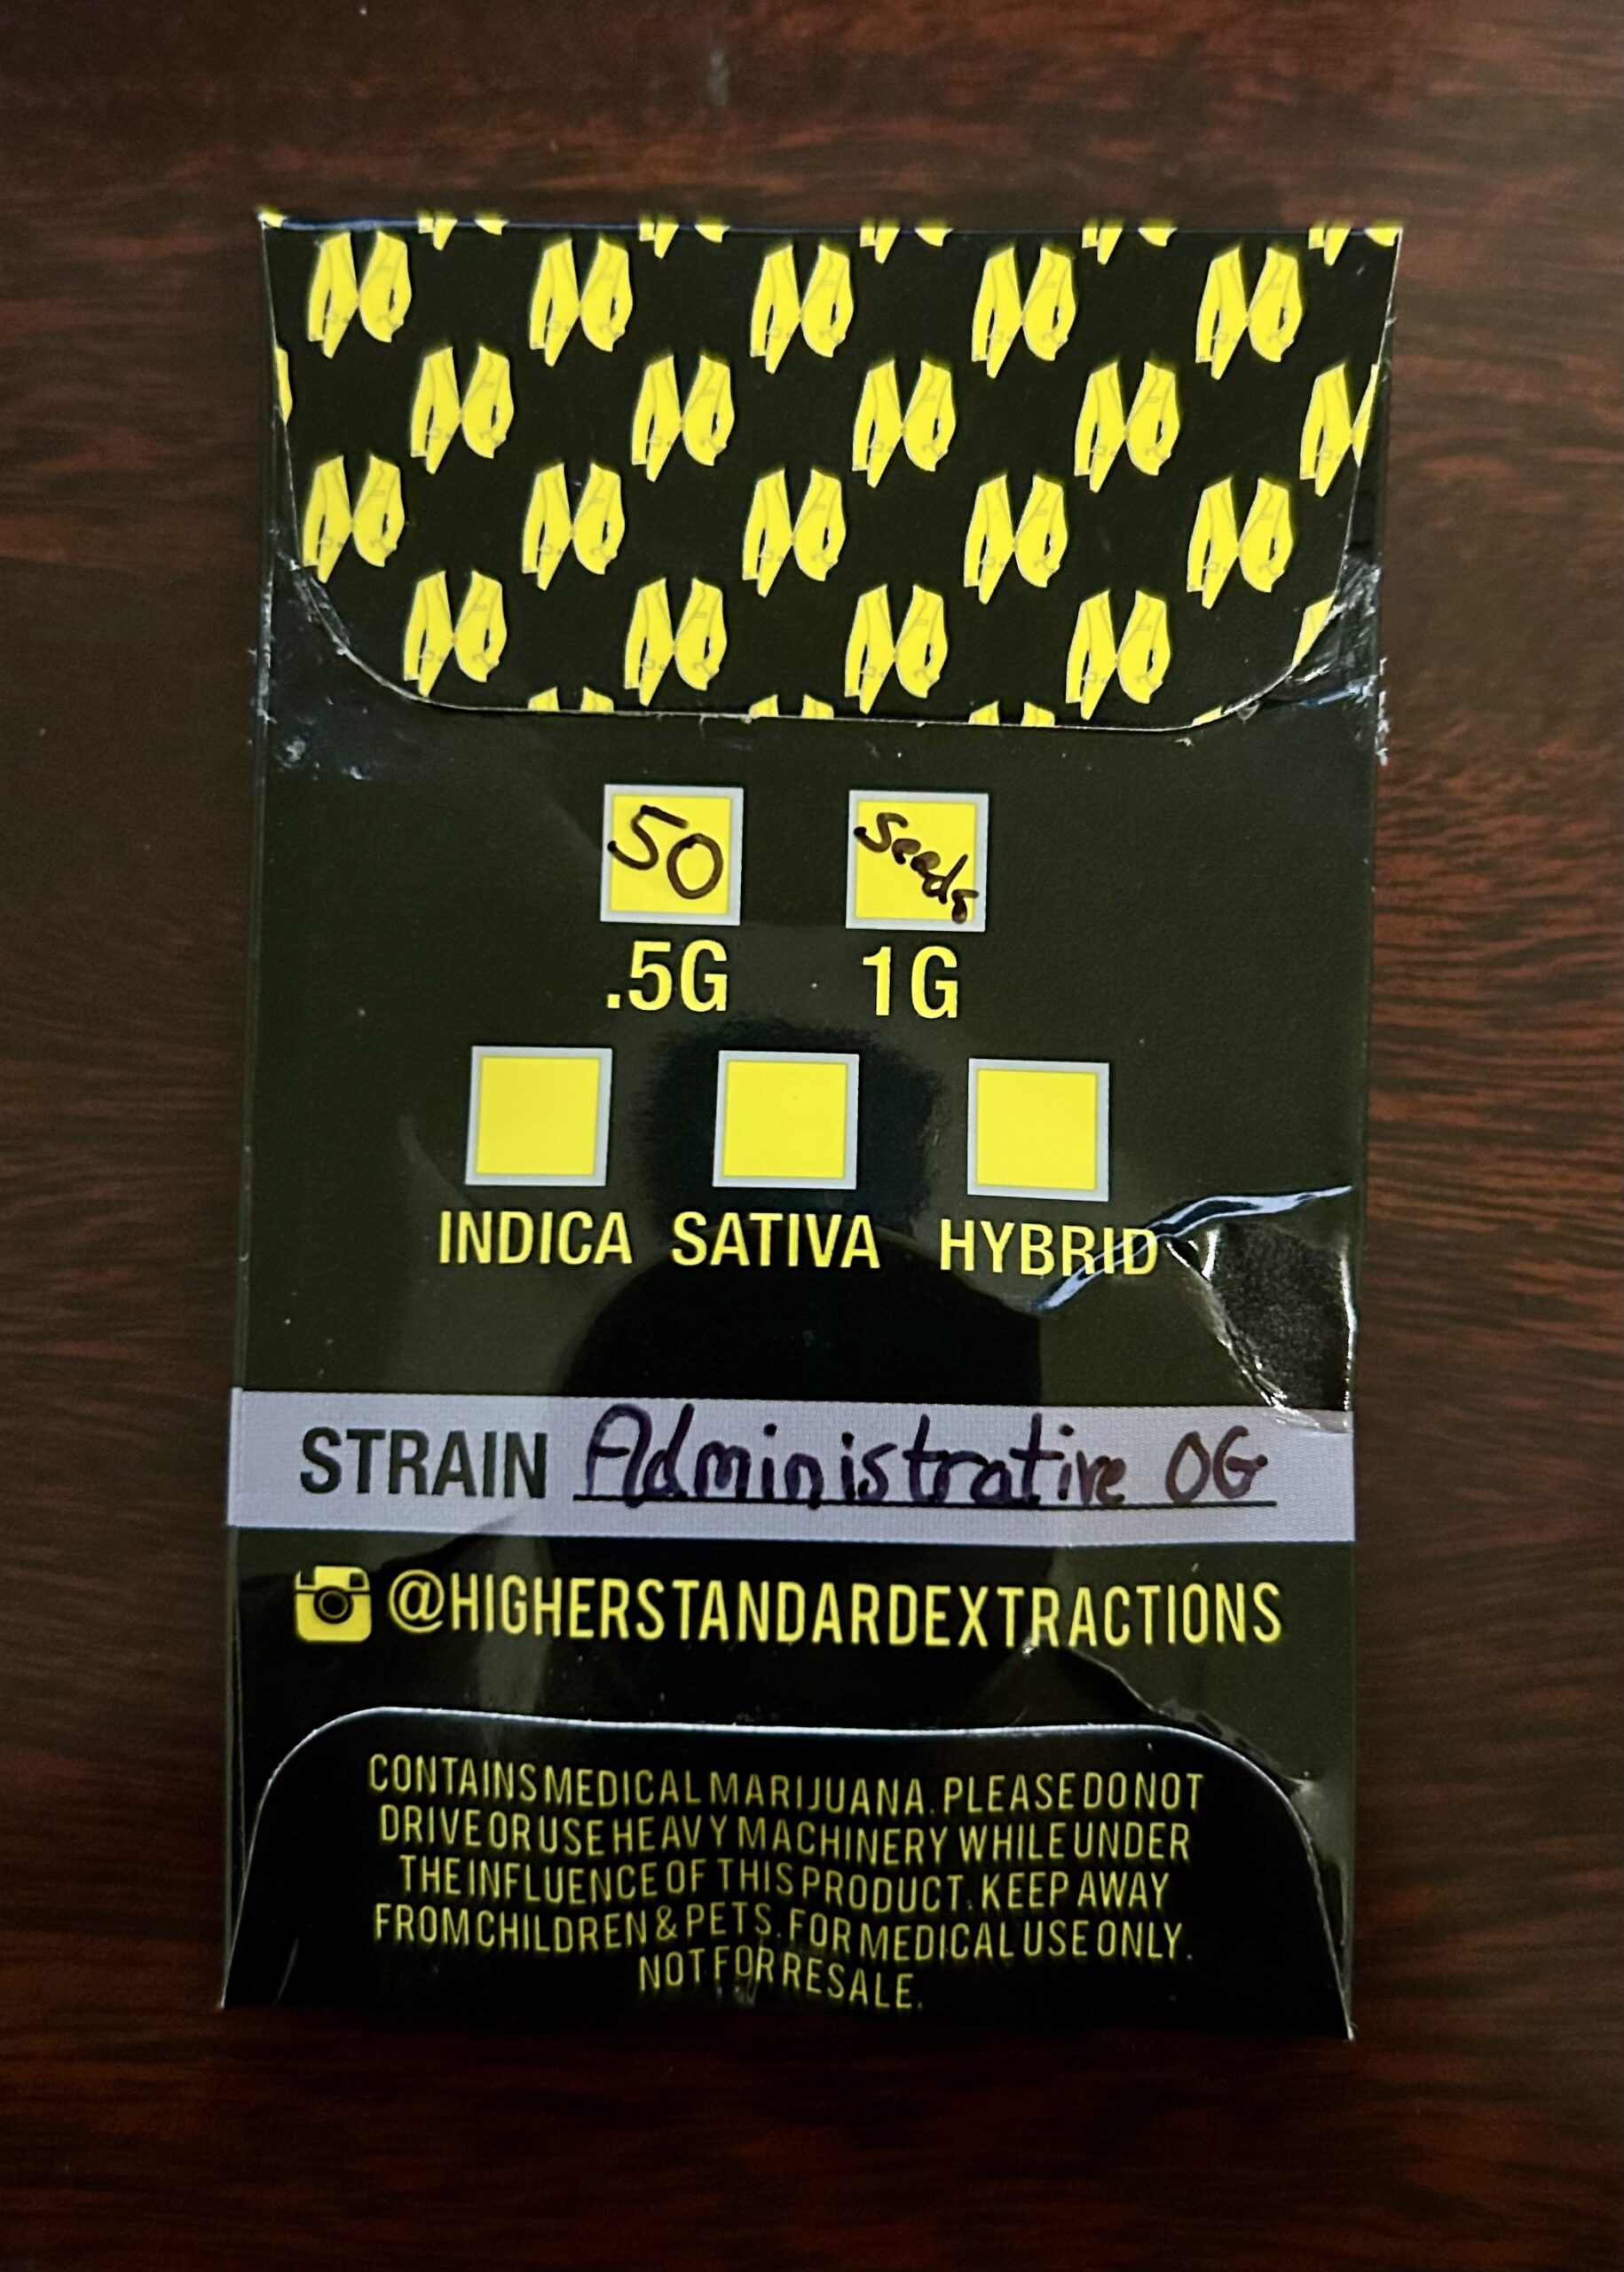 50 Seeds
.5G 1G
INDICA SATIVA HYBRID
STRAIN Administrative OG
@HIGHERSTANDARDEXTRACTIONS
CONTAINS MEDICAL MARIJUANA. PLEASE DO NOT
DRIVE OR USE HEAVY MACHINERY WHILE UNDER
THE INFLUENCE OF THIS PRODUCT. KEEP AWAY
FROM CHILDREN & PETS. FOR MEDICAL USE ONLY.
NOT FOR RESALE.